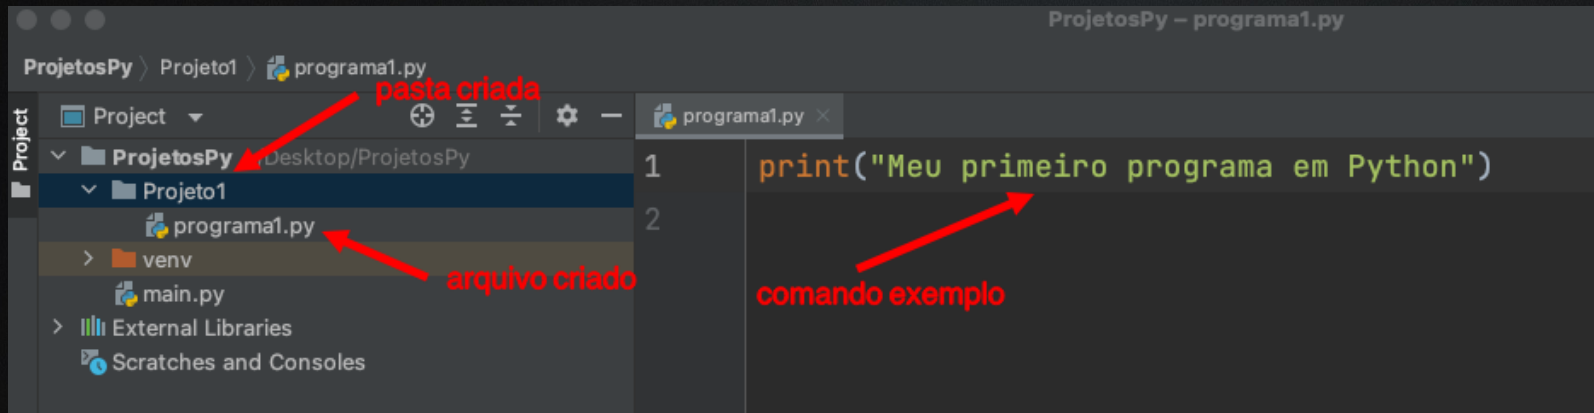 ProjetosPy – programa1.py
ProjetosPy Projeto1 programa1.py
pasta criada
Project
Project
programa1.py
ProjetosPy Desktop/ProjetosPy
Projeto1
programa1.py
venv
arquivo criado
main.py
External Libraries
Scratches and Consoles
1 print("Meu primeiro programa em Python")
2
comando exemplo